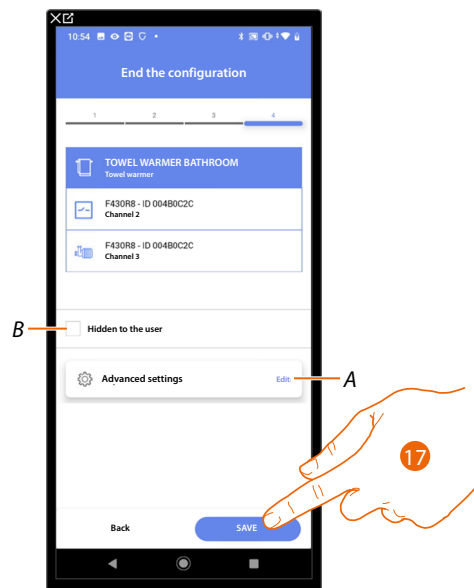 10:54
End the configuration
1 2 3 4
TOWEL WARMER BATHROOM
Towel warmer
F430R8 - ID 004B0C2C
Channel 2
F430R8 - ID 004B0C2C
Channel 3
B
Hidden to the user
Advanced settings
Edit
A
17
Back
SAVE